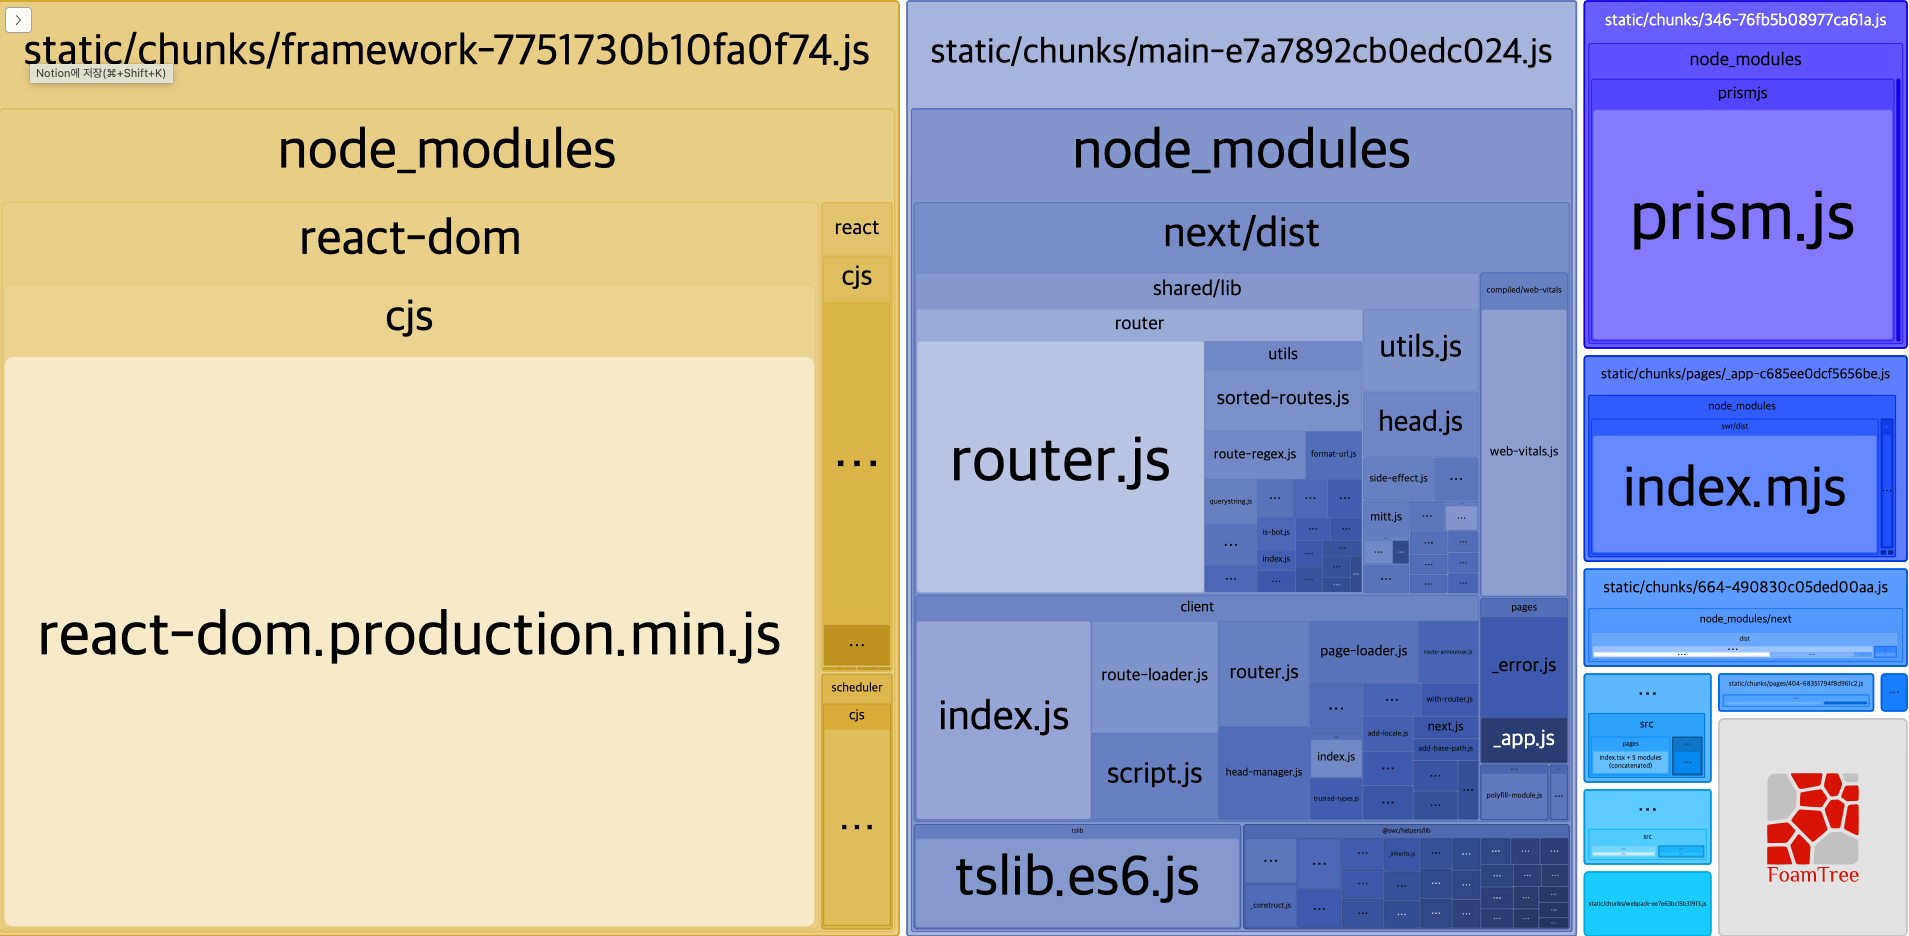 static/chunks/framework-7751730b10fa0f74.js
Notion에 저장(⌘+Shift+K)
node_modules
react-dom
cjs
react-dom.production.min.js
react
cjs
...
...
scheduler
cjs
...
static/chunks/main-e7a7892cb0edc024.js
node_modules
next/dist
shared/lib
router
router.js
utils
sorted-routes.js
route-regex.js
format-url.js
querystring.js
is-bot.js
index.js
utils.js
head.js
side-effect.js
mitt.js
compiled/web-vitals
web-vitals.js
client
index.js
route-loader.js
script.js
router.js
head-manager.js
page-loader.js
route-announcer.js
with-router.js
add-locale.js
next.js
add-base-path.js
index.js
trusted-types.js
pages
_error.js
_app.js
polyfill-module.js
tslib
tslib.es6.js
@swc/helpers/lib
_inherits.js
_construct.js
static/chunks/346-76fb5b08977ca61a.js
node_modules
prismjs
prism.js
static/chunks/pages/_app-c685ee0dcf5656be.js
node_modules
swr/dist
index.mjs
static/chunks/664-490830c05ded00aa.js
node_modules/next
dist
...
src
pages
index.tsx + 5 modules
(concatenated)
static/chunks/pages/404-68351794f8d961c2.js
...
...
src
static/chunks/webpack-ee7e63bc15b31913.js
FoamTree